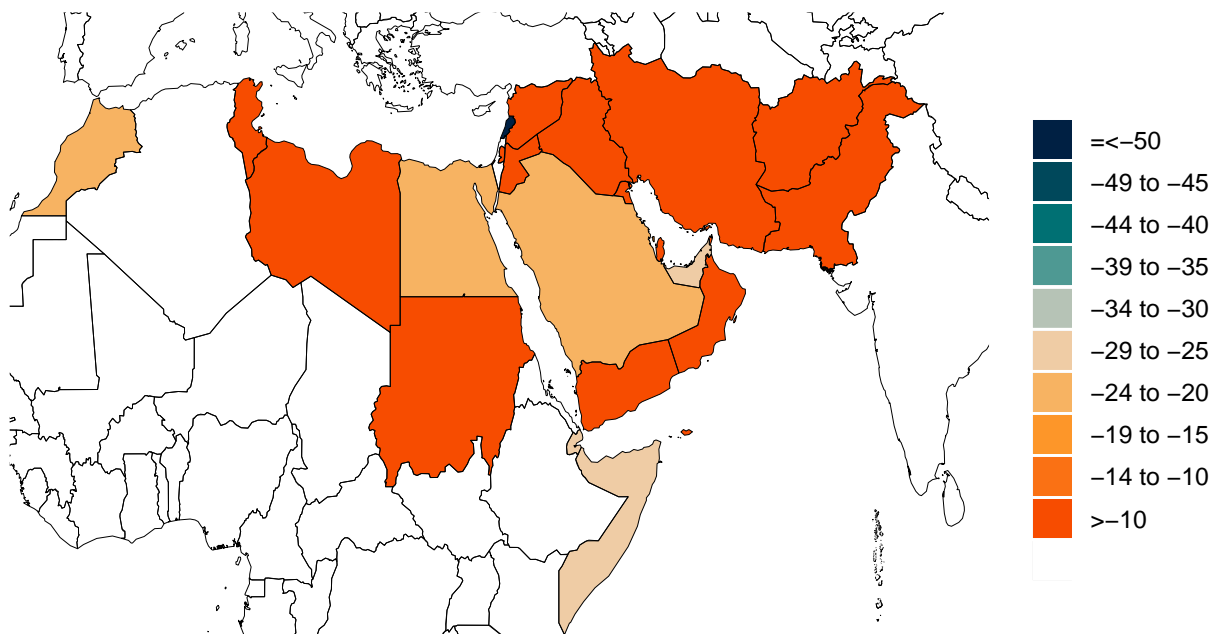 =<−50
−49 to −45
−44 to −40
−39 to −35
−34 to −30
−29 to −25
−24 to −20
−19 to −15
−14 to −10
>−10